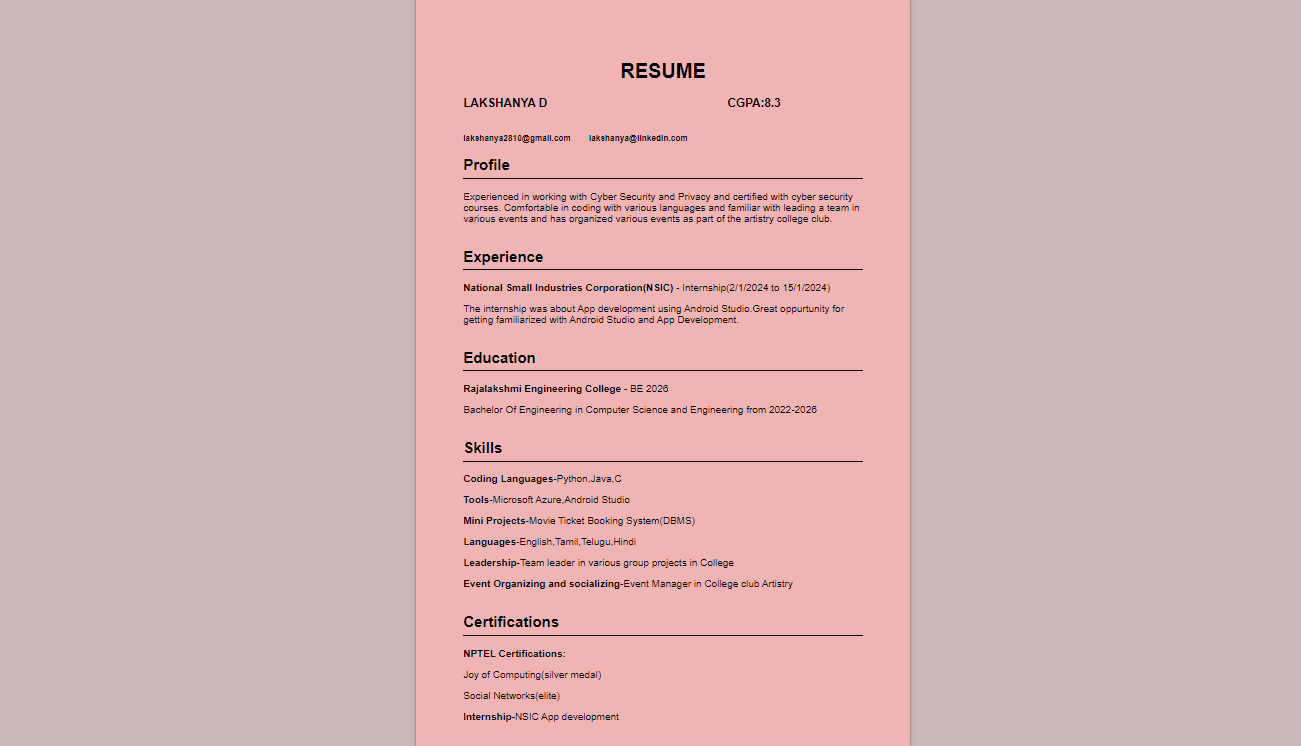 RESUME
LAKSHANYA D CGPA:8.3
lakshanya2810@gmail.com lakshanya@linkedin.com
Profile
Experienced in working with Cyber Security and Privacy and certified with cyber security
courses. Comfortable in coding with various languages and familiar with leading a team in
various events and has organized various events as part of the artistry college club.
Experience
National Small Industries Corporation(NSIC) - Internship(2/1/2024 to 15/1/2024)
The internship was about App development using Android Studio.Great oppurtunity for
getting familiarized with Android Studio and App Development.
Education
Rajalakshmi Engineering College - BE 2026
Bachelor Of Engineering in Computer Science and Engineering from 2022-2026
Skills
Coding Languages-Python,Java,C
Tools-Microsoft Azure,Android Studio
Mini Projects-Movie Ticket Booking System(DBMS)
Languages-English,Tamil,Telugu,Hindi
Leadership-Team leader in various group projects in College
Event Organizing and socializing-Event Manager in College club Artistry
Certifications
NPTEL Certifications:
Joy of Computing(silver medal)
Social Networks(elite)
Internship-NSIC App development